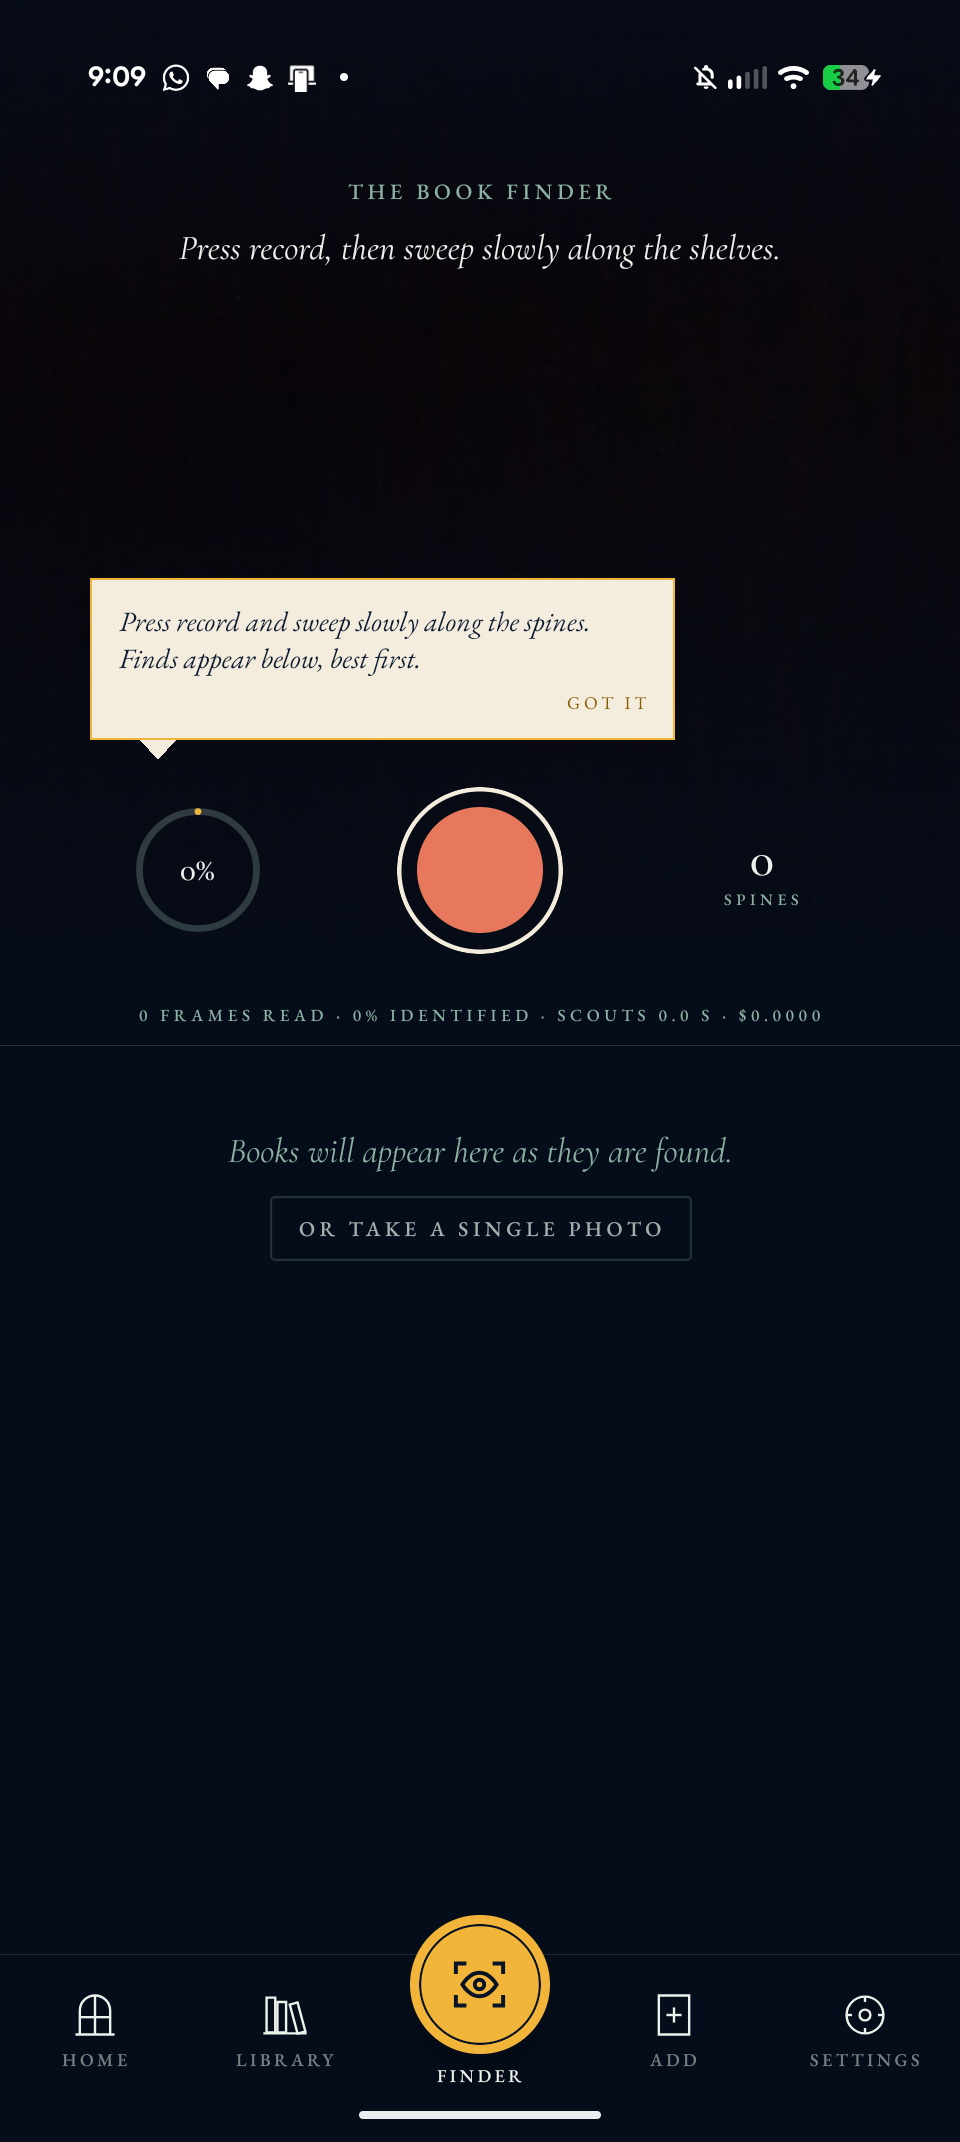 9:09
34
THE BOOK FINDER
Press record, then sweep slowly along the shelves.
Press record and sweep slowly along the spines.
Finds appear below, best first.
GOT IT
0%
0
SPINES
0 FRAMES READ · 0% IDENTIFIED · SCOUTS 0.0 S · $0.0000
Books will appear here as they are found.
OR TAKE A SINGLE PHOTO
HOME
LIBRARY
FINDER
ADD
SETTINGS